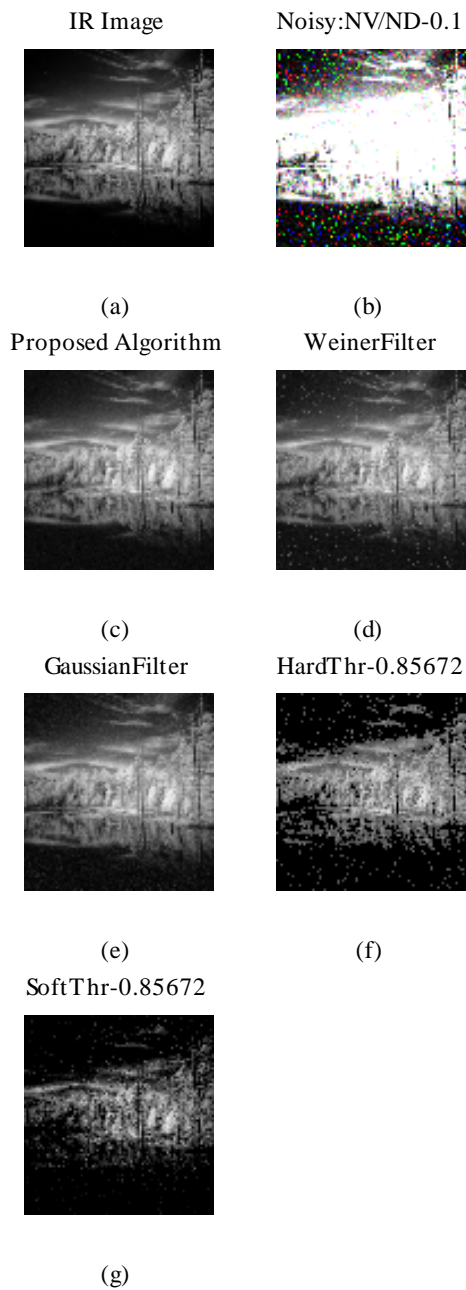 IR Image
Noisy:NV/ND-0.1
(a)
(b)
Proposed Algorithm
WeinerFilter
(c)
(d)
GaussianFilter
HardThr-0.85672
(e)
(f)
SoftThr-0.85672
(g)